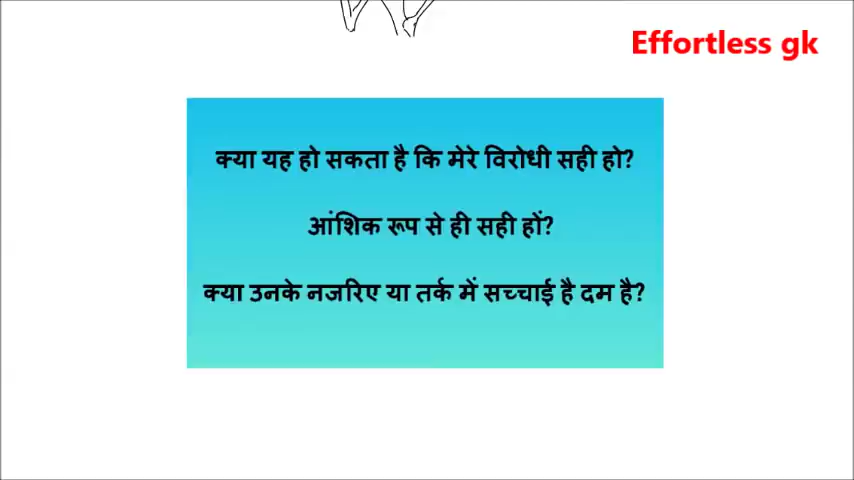 Effortless gk
क्या यह हो सकता है कि मेरे विरोधी सही हो?
आंशिक रूप से ही सही हों?
क्या उनके नजरिए या तर्क में सच्चाई है दम है?